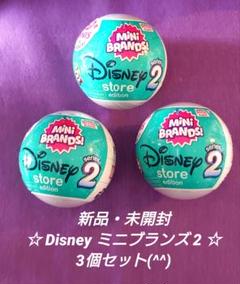 MINI
BRANDS!
Disney
series
2
store
edition
MINI
BRANDS!
Disney
series
2
store
edition
MINI
BRANDS!
Disney
series
2
store
edition
新品・未開封
☆Disney ミニブランズ2 ☆
3個セット(^^)